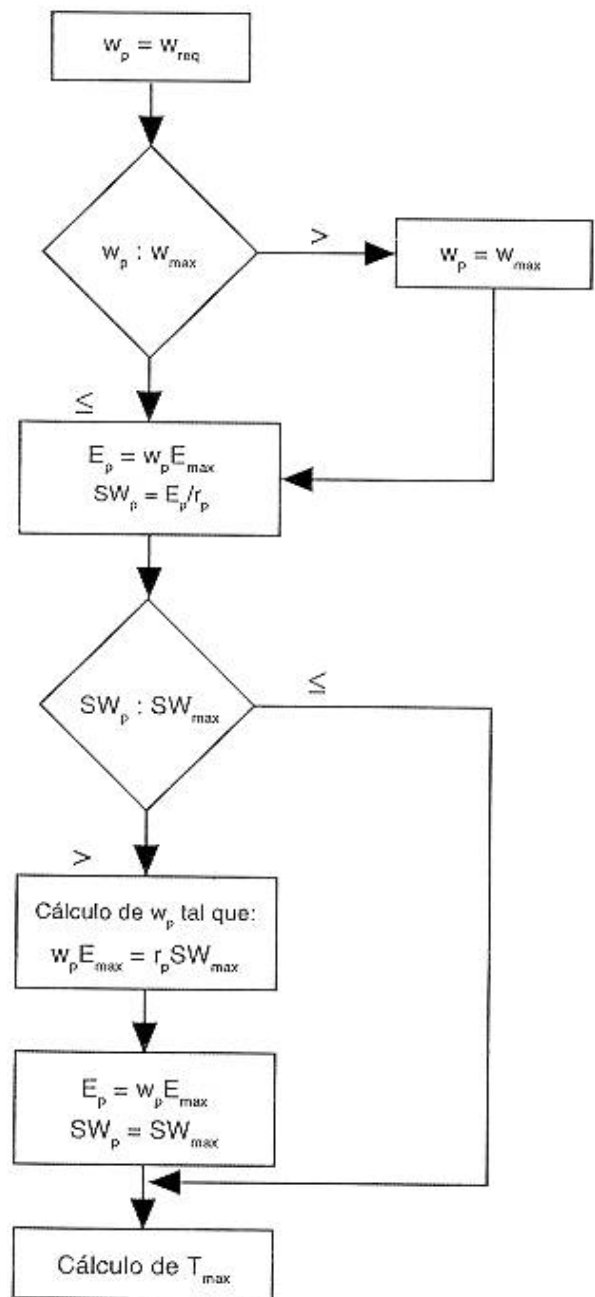 w_p = w_req
w_p : w_max
>
w_p = w_max
≤
E_p = w_p E_max
SW_p = E_p/r_p
SW_p : SW_max
≤
>
Cálculo de w_p tal que:
w_p E_max = r_p SW_max
E_p = w_p E_max
SW_p = SW_max
Cálculo de T_max